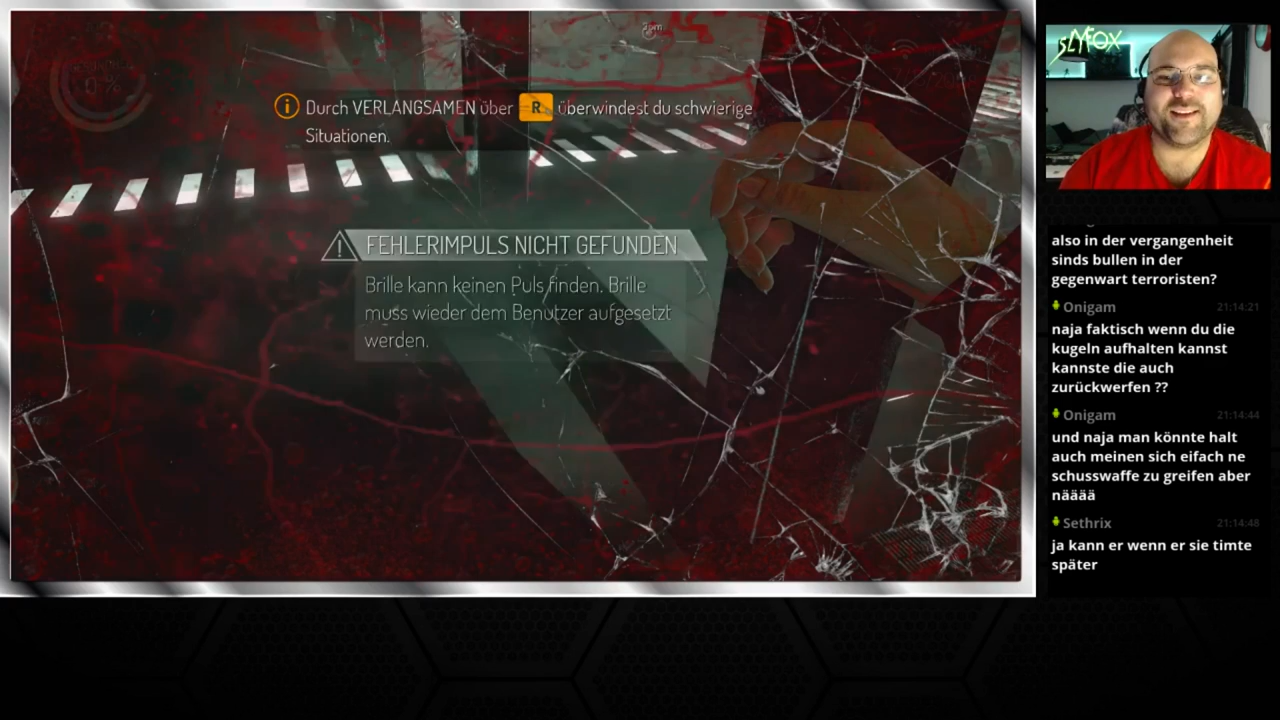 Durch VERLANGSAMEN über R überwindest du schwierige
Situationen.
FEHLERIMPULS NICHT GEFUNDEN
Brille kann keinen Puls finden. Brille
muss wieder dem Benutzer aufgesetzt
werden.
SLYFOX
also in der vergangenheit
sinds bullen in der
gegenwart terroristen?
Onigam 21:14:21
naja faktisch wenn du die
kugeln aufhalten kannst
kannste die auch
zurückwerfen ??
Onigam 21:14:44
und naja man könnte halt
auch meinen sich eifach ne
schusswaffe zu greifen aber
nääää
Sethrix 21:14:48
ja kann er wenn er sie timte
später